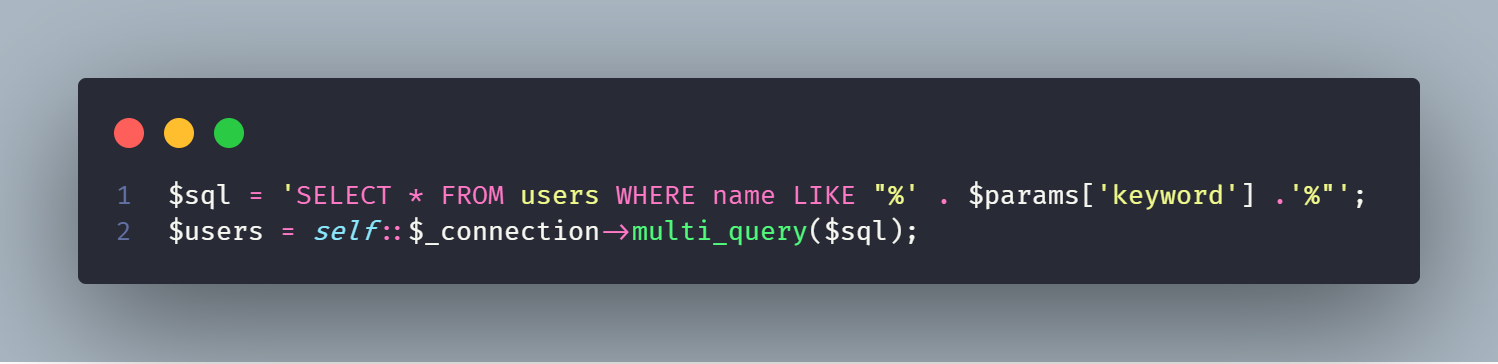 1 $sql = 'SELECT * FROM users WHERE name LIKE "%' . $params['keyword'] .'%"';
2 $users = self::$_connection->multi_query($sql);